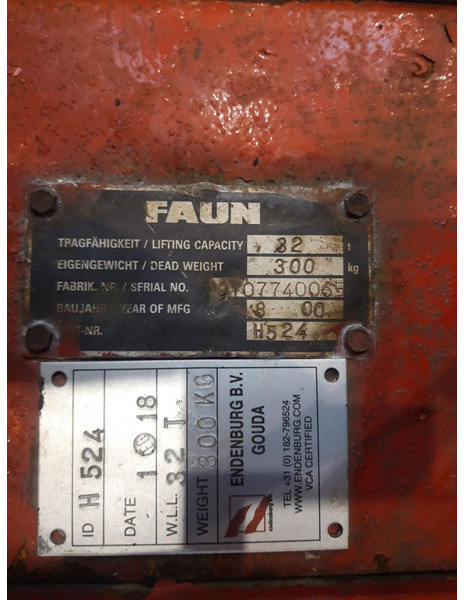 FAUN
TRAGFÄHIGKEIT / LIFTING CAPACITY 32 t
EIGENGEWICHT / DEAD WEIGHT 300 kg
FABRIK. NR. / SERIAL NO.
BAUJAHR / YEAR OF MFG 8 00
H524
ID H 524
DATE 1 18
W.L.L. 32 T
WEIGHT 300 KG
endenburg
ENDENBURG B.V.
GOUDA
TEL +31 (0) 182-796524
WWW.ENDENBURG.COM
VCA CERTIFIED